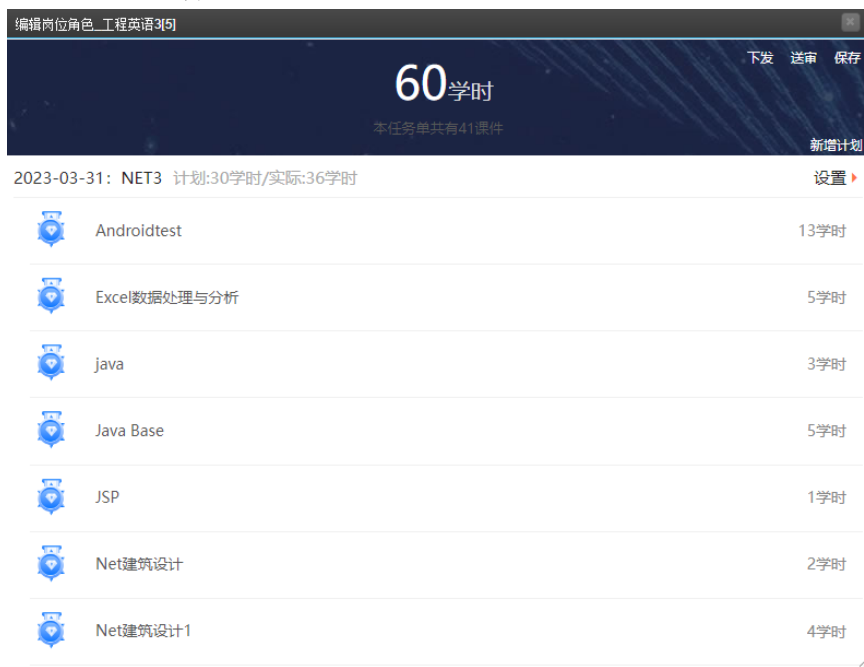 编辑岗位角色_工程英语3[5]
下发 送审 保存
60学时
本任务单共有41课件
新增计划
2023-03-31：NET3 计划:30学时/实际:36学时 设置
Androidtest 13学时
Excel数据处理与分析 5学时
java 3学时
Java Base 5学时
JSP 1学时
Net建筑设计 2学时
Net建筑设计1 4学时